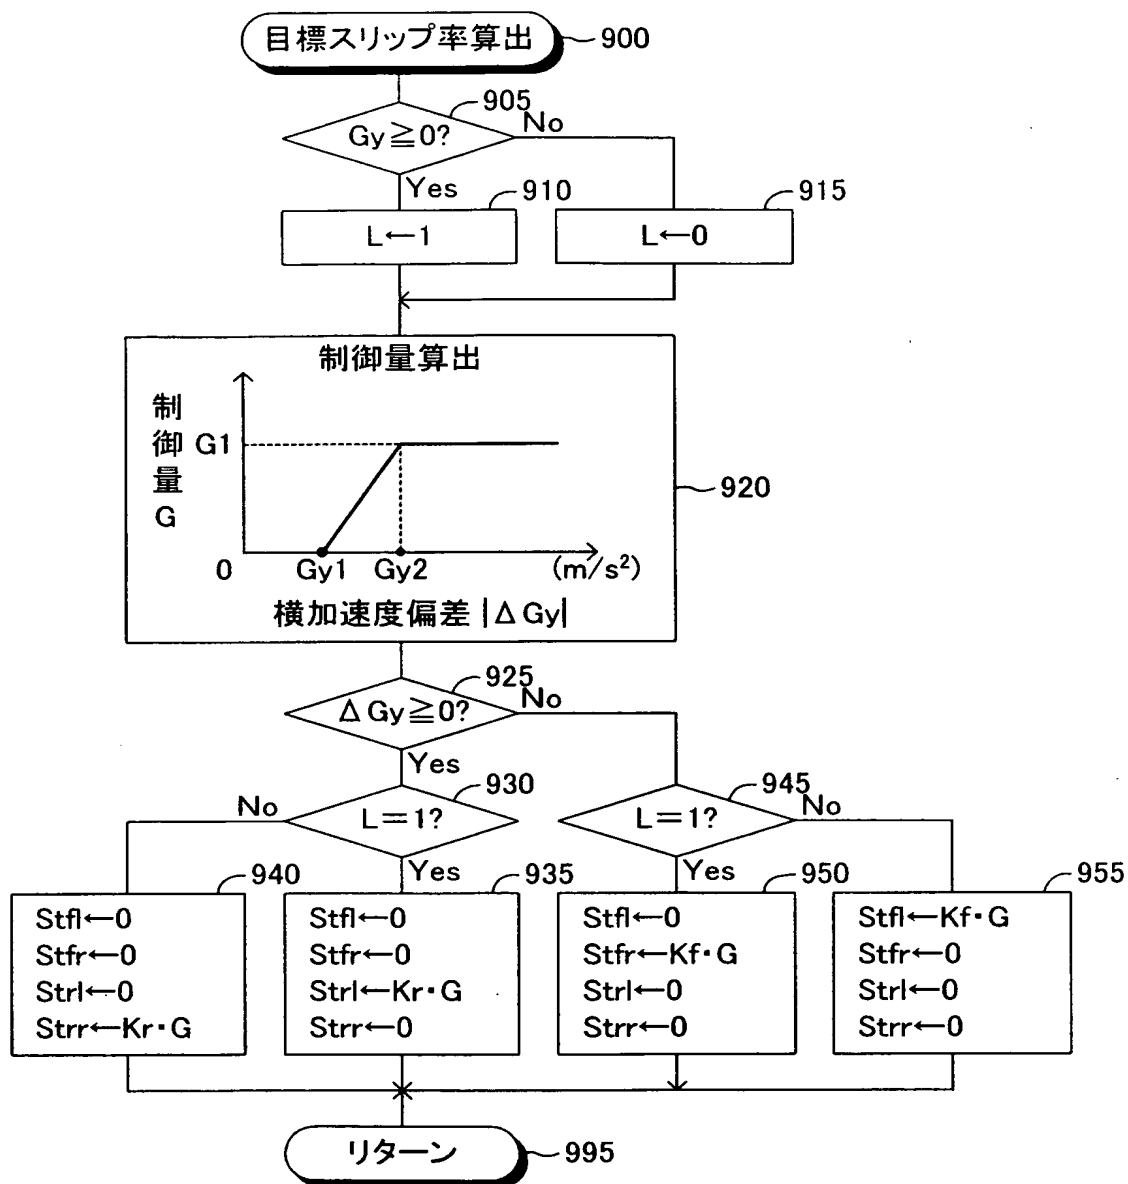 目標スリップ率算出
900
905
Gy≧0?
No
Yes
910
915
L←1
L←0
制御量算出
制御量G
G1
920
0
Gy1
Gy2
(m/s²)
横加速度偏差|ΔGy|
925
ΔGy≧0?
No
Yes
930
945
No
L=1?
L=1?
No
Yes
Yes
940
Stfl←0
Stfr←0
Strl←0
Strr←Kr・G
935
Stfl←0
Stfr←0
Strl←Kr・G
Strr←0
950
Stfl←0
Stfr←Kf・G
Strl←0
Strr←0
955
Stfl←Kf・G
Stfr←0
Strl←0
Strr←0
リターン
995